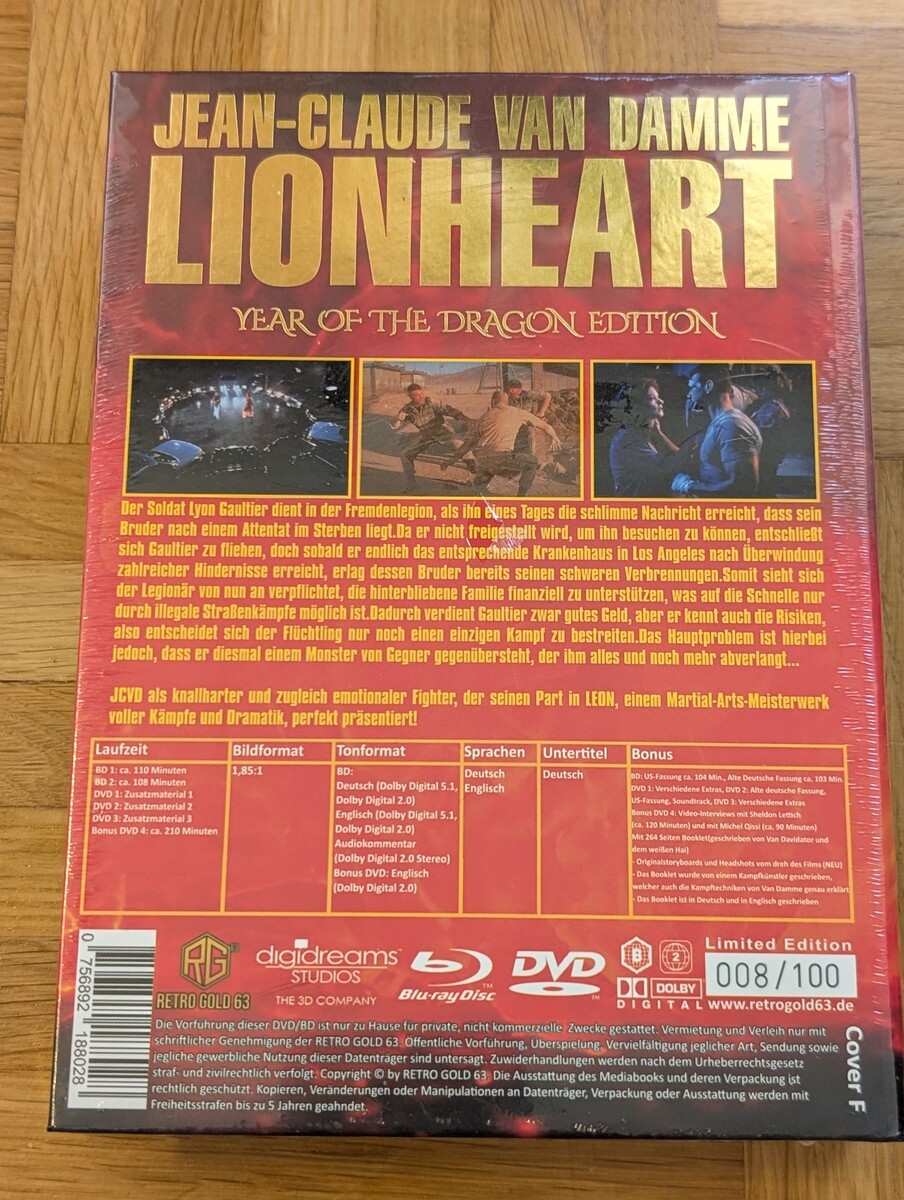 JEAN-CLAUDE VAN DAMME
LIONHEART
YEAR OF THE DRAGON EDITION
Der Soldat Lyon Gaultier dient in der Fremdenlegion, als ihn eines Tages die schlimme Nachricht erreicht, dass sein
Bruder nach einem Attentat im Sterben liegt.Da er nicht freigestellt wird, um ihn besuchen zu können, entschließt
sich Gaultier zu fliehen, doch sobald er endlich das entsprechende Krankenhaus in Los Angeles nach Überwindung
zahlreicher Hindernisse erreicht, erlag dessen Bruder bereits seinen schweren Verbrennungen.Somit sieht sich
der Legionär von nun an verpflichtet, die hinterbliebene Familie finanziell zu unterstützen, was auf die Schnelle nur
durch illegale Straßenkämpfe möglich ist.Dadurch verdient Gaultier zwar gutes Geld, aber er kennt auch die Risiken,
also entscheidet sich der Flüchtling nur noch einen einzigen Kampf zu bestreiten.Das Hauptproblem ist hierbei
jedoch, dass er diesmal einem Monster von Gegner gegenübersteht, der ihm alles und noch mehr abverlangt...
JCVD als knallharter und zugleich emotionaler Fighter, der seinen Part in LEON, einem Martial-Arts-Meisterwerk
voller Kämpfe und Dramatik, perfekt präsentiert!
Laufzeit
BD 1: ca. 110 Minuten
BD 2: ca. 108 Minuten
DVD 1: Zusatzmaterial 1
DVD 2: Zusatzmaterial 2
DVD 3: Zusatzmaterial 3
Bonus DVD 4: ca. 210 Minuten
Bildformat
1,85:1
Tonformat
BD:
Deutsch (Dolby Digital 5.1,
Dolby Digital 2.0)
Englisch (Dolby Digital 5.1,
Dolby Digital 2.0)
Audiokommentar
(Dolby Digital 2.0 Stereo)
Bonus DVD: Englisch
(Dolby Digital 2.0)
Sprachen
Deutsch
Englisch
Untertitel
Deutsch
Bonus
BD: US-Fassung ca. 104 Min., Alte Deutsche Fassung ca. 103 Min.
DVD 1: Verschiedene Extras, DVD 2: Alte deutsche Fassung,
US-Fassung, Soundtrack, DVD 3: Verschiedene Extras
Bonus DVD 4: Video-Interviews mit Sheldon Lettich
(ca. 120 Minuten) und mit Michel Qissi (ca. 90 Minuten)
Mit 264 Seiten Booklet(geschrieben von Van Davidator und
dem weißen Hai)
- Originalstoryboards und Headshots vom dreh des Films (NEU)
- Das Booklet wurde von einem Kampfkünstler geschrieben,
welcher auch die Kampftechniken von Van Damme genau erklärt
- Das Booklet ist in Deutsch und in Englisch geschrieben
0 756892 188028
RG
RETRO GOLD 63
digidreams
STUDIOS
THE 3D COMPANY
Blu-ray Disc
TM
DVD
TM
B
2
DOLBY
DIGITAL
Limited Edition
008/100
www.retrogold63.de
Die Vorführung dieser DVD/BD ist nur zu Hause für private, nicht kommerzielle Zwecke gestattet. Vermietung und Verleih nur mit
schriftlicher Genehmigung der RETRO GOLD 63. Öffentliche Vorführung, Überspielung, Vervielfältigung jeglicher Art, Sendung sowie
jegliche gewerbliche Nutzung dieser Datenträger sind untersagt. Zuwiderhandlungen werden nach dem Urheberrechtsgesetz
straf- und zivilrechtlich verfolgt. Copyright © by RETRO GOLD 63. Die Ausstattung des Mediabooks und deren Verpackung ist
rechtlich geschützt. Kopieren, Veränderungen oder Manipulationen an Datenträger, Verpackung oder Ausstattung werden mit
Freiheitsstrafen bis zu 5 Jahren geahndet.
Cover F